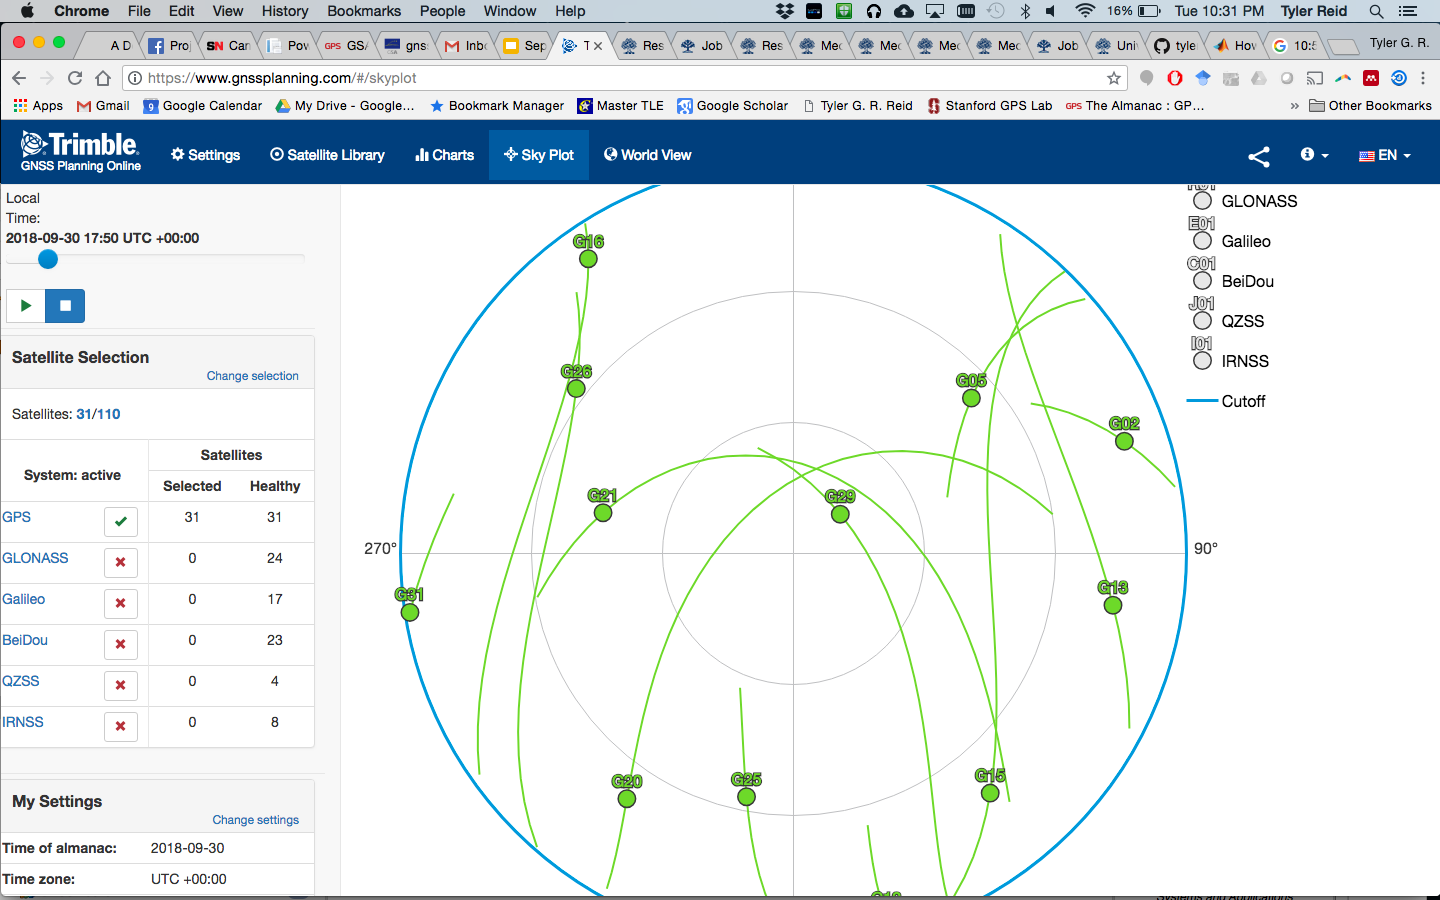 Chrome File Edit View History Bookmarks People Window Help 16% Tue 10:31 PM Tyler Reid
A D Proj Can Pow GSA gns Inbo Sep T Res Job Res Mec Mec Mec Mec Job Uni tyle How 10:5 Tyler G. R.
https://www.gnssplanning.com/#/skyplot
Apps Gmail Google Calendar My Drive - Google... Bookmark Manager Master TLE Google Scholar Tyler G. R. Reid Stanford GPS Lab The Almanac : GP... » Other Bookmarks
Trimble.
GNSS Planning Online
Settings Satellite Library Charts Sky Plot World View EN
Local
Time:
2018-09-30 17:50 UTC +00:00
Satellite Selection
Change selection
Satellites: 31/110
System: active
Satellites
Selected Healthy
GPS 31 31
GLONASS 0 24
Galileo 0 17
BeiDou 0 23
QZSS 0 4
IRNSS 0 8
My Settings
Change settings
Time of almanac: 2018-09-30
Time zone: UTC +00:00
G16
G26
G05
G02
G21
G29
270°
90°
G31
G13
G20
G25
G15
GLONASS
E01
Galileo
C01
BeiDou
J01
QZSS
I01
IRNSS
Cutoff